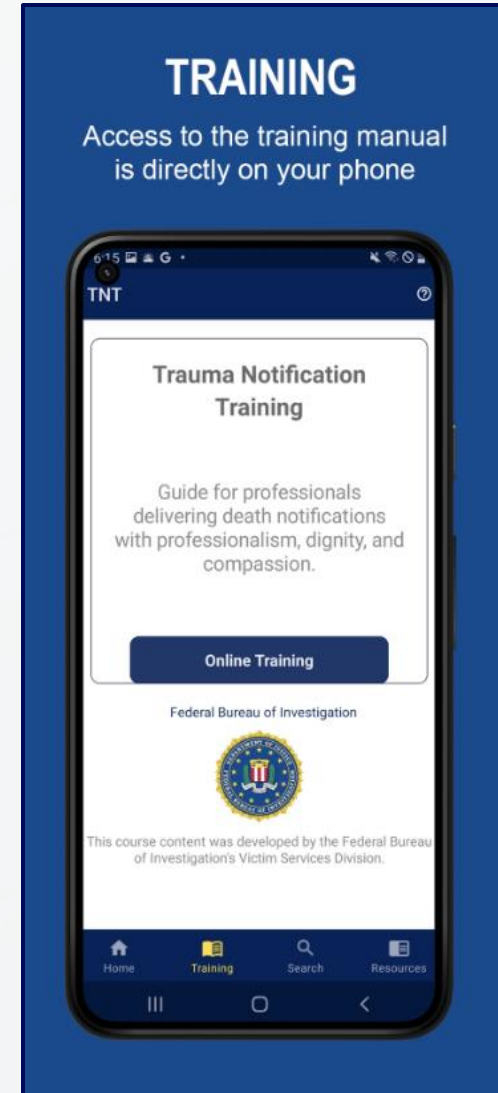 TRAINING
Access to the training manual
is directly on your phone
6:15 G
TNT
Trauma Notification
Training
Guide for professionals
delivering death notifications
with professionalism, dignity, and
compassion.
Online Training
Federal Bureau of Investigation
This course content was developed by the Federal Bureau
of Investigation's Victim Services Division.
Home Training Search Resources